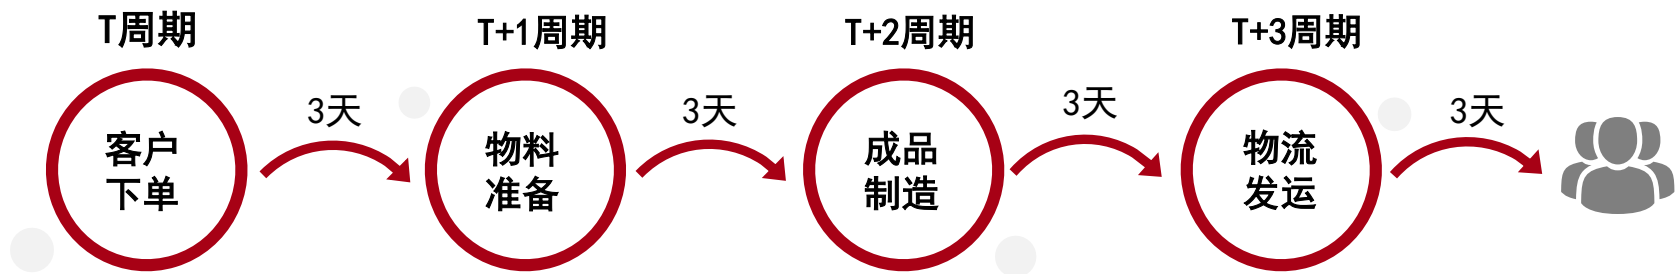 T周期
T+1周期
T+2周期
T+3周期
客户
下单
3天
物料
准备
3天
成品
制造
3天
物流
发运
3天